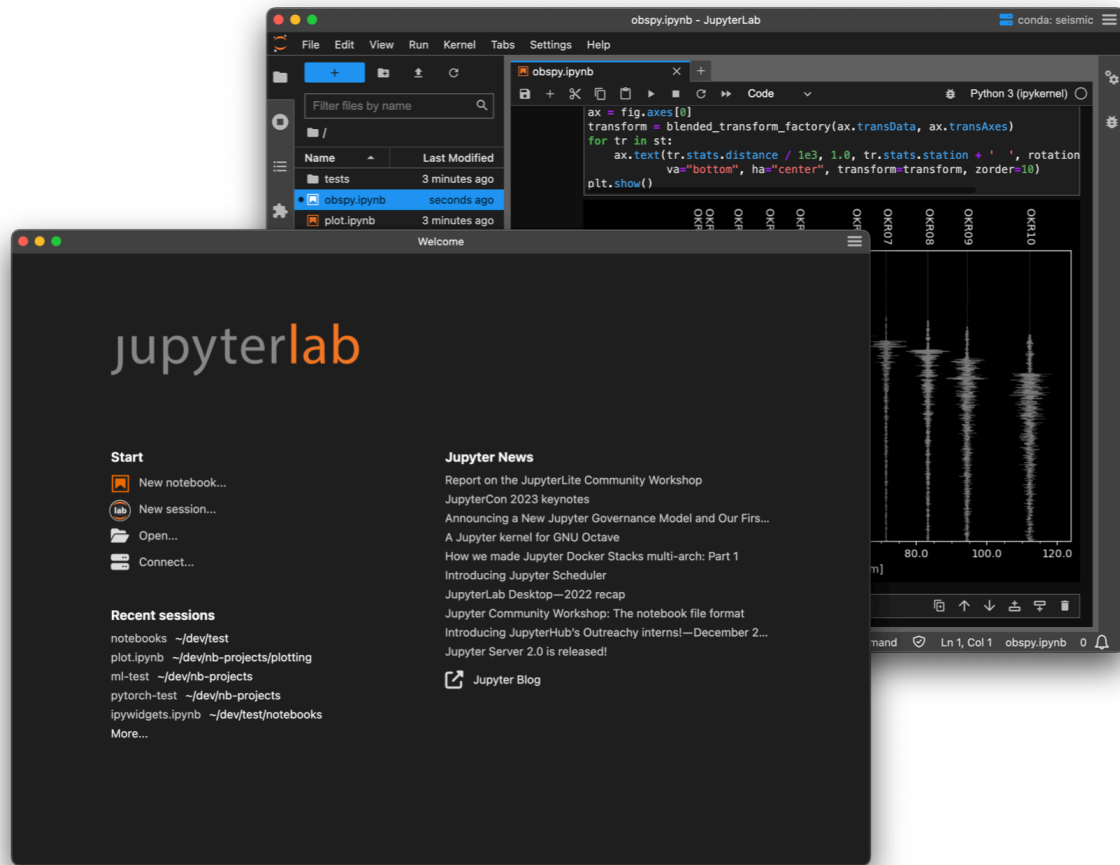 obspy.ipynb - JupyterLab
conda: seismic
File Edit View Run Kernel Tabs Settings Help
+
Filter files by name
/
Name Last Modified
tests 3 minutes ago
obspy.ipynb seconds ago
plot.ipynb 3 minutes ago
obspy.ipynb
Code
Python 3 (ipykernel)
ax = fig.axes[0]
transform = blended_transform_factory(ax.transData, ax.transAxes)
for tr in st:
    ax.text(tr.stats.distance / 1e3, 1.0, tr.stats.station + '  ', rotation
            va="bottom", ha="center", transform=transform, zorder=10)
plt.show()
OKR07 OKR08 OKR09 OKR10
80.0 100.0 120.0
m]
mand
Ln 1, Col 1 obspy.ipynb 0
Welcome
jupyterlab
Start
New notebook...
lab
New session...
Open...
Connect...
Recent sessions
notebooks ~/dev/test
plot.ipynb ~/dev/nb-projects/plotting
ml-test ~/dev/nb-projects
pytorch-test ~/dev/nb-projects
ipywidgets.ipynb ~/dev/test/notebooks
More...
Jupyter News
Report on the JupyterLite Community Workshop
JupyterCon 2023 keynotes
Announcing a New Jupyter Governance Model and Our Firs...
A Jupyter kernel for GNU Octave
How we made Jupyter Docker Stacks multi-arch: Part 1
Introducing Jupyter Scheduler
JupyterLab Desktop—2022 recap
Jupyter Community Workshop: The notebook file format
Introducing JupyterHub's Outreachy interns!—December 2...
Jupyter Server 2.0 is released!
Jupyter Blog